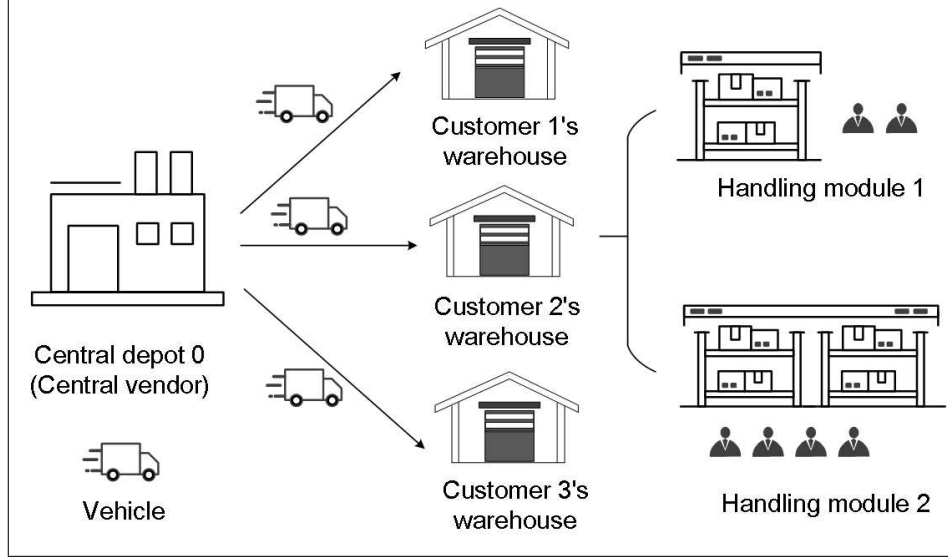 Customer 1's
warehouse
Handling module 1
Customer 2's
warehouse
Central depot 0
(Central vendor)
Customer 3's
warehouse
Vehicle
Handling module 2